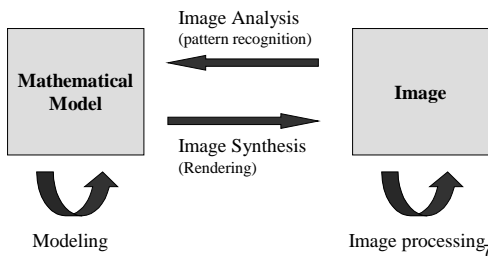 Image Analysis
(pattern recognition)
Mathematical
Model
Image
Image Synthesis
(Rendering)
Modeling
Image processing